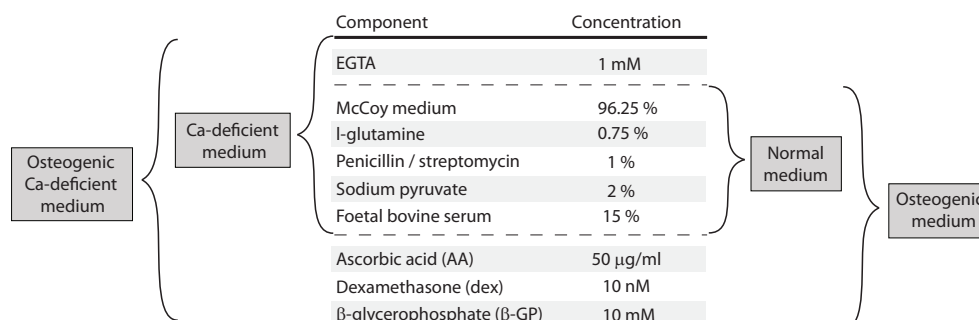 Component Concentration
EGTA 1 mM
McCoy medium 96.25 %
l-glutamine 0.75 %
Penicillin / streptomycin 1 %
Sodium pyruvate 2 %
Foetal bovine serum 15 %
Ascorbic acid (AA) 50 μg/ml
Dexamethasone (dex) 10 nM
β-glycerophosphate (β-GP) 10 mM
Osteogenic
Ca-deficient
medium
Ca-deficient
medium
Normal
medium
Osteogenic
medium